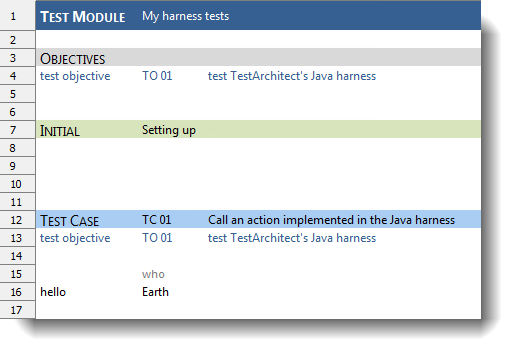 1 TEST MODULE My harness tests
2
3 OBJECTIVES
4 test objective TO 01 test TestArchitect's Java harness
5
6
7 INITIAL Setting up
8
9
10
11
12 TEST CASE TC 01 Call an action implemented in the Java harness
13 test objective TO 01 test TestArchitect's Java harness
14
15 who
16 hello Earth
17